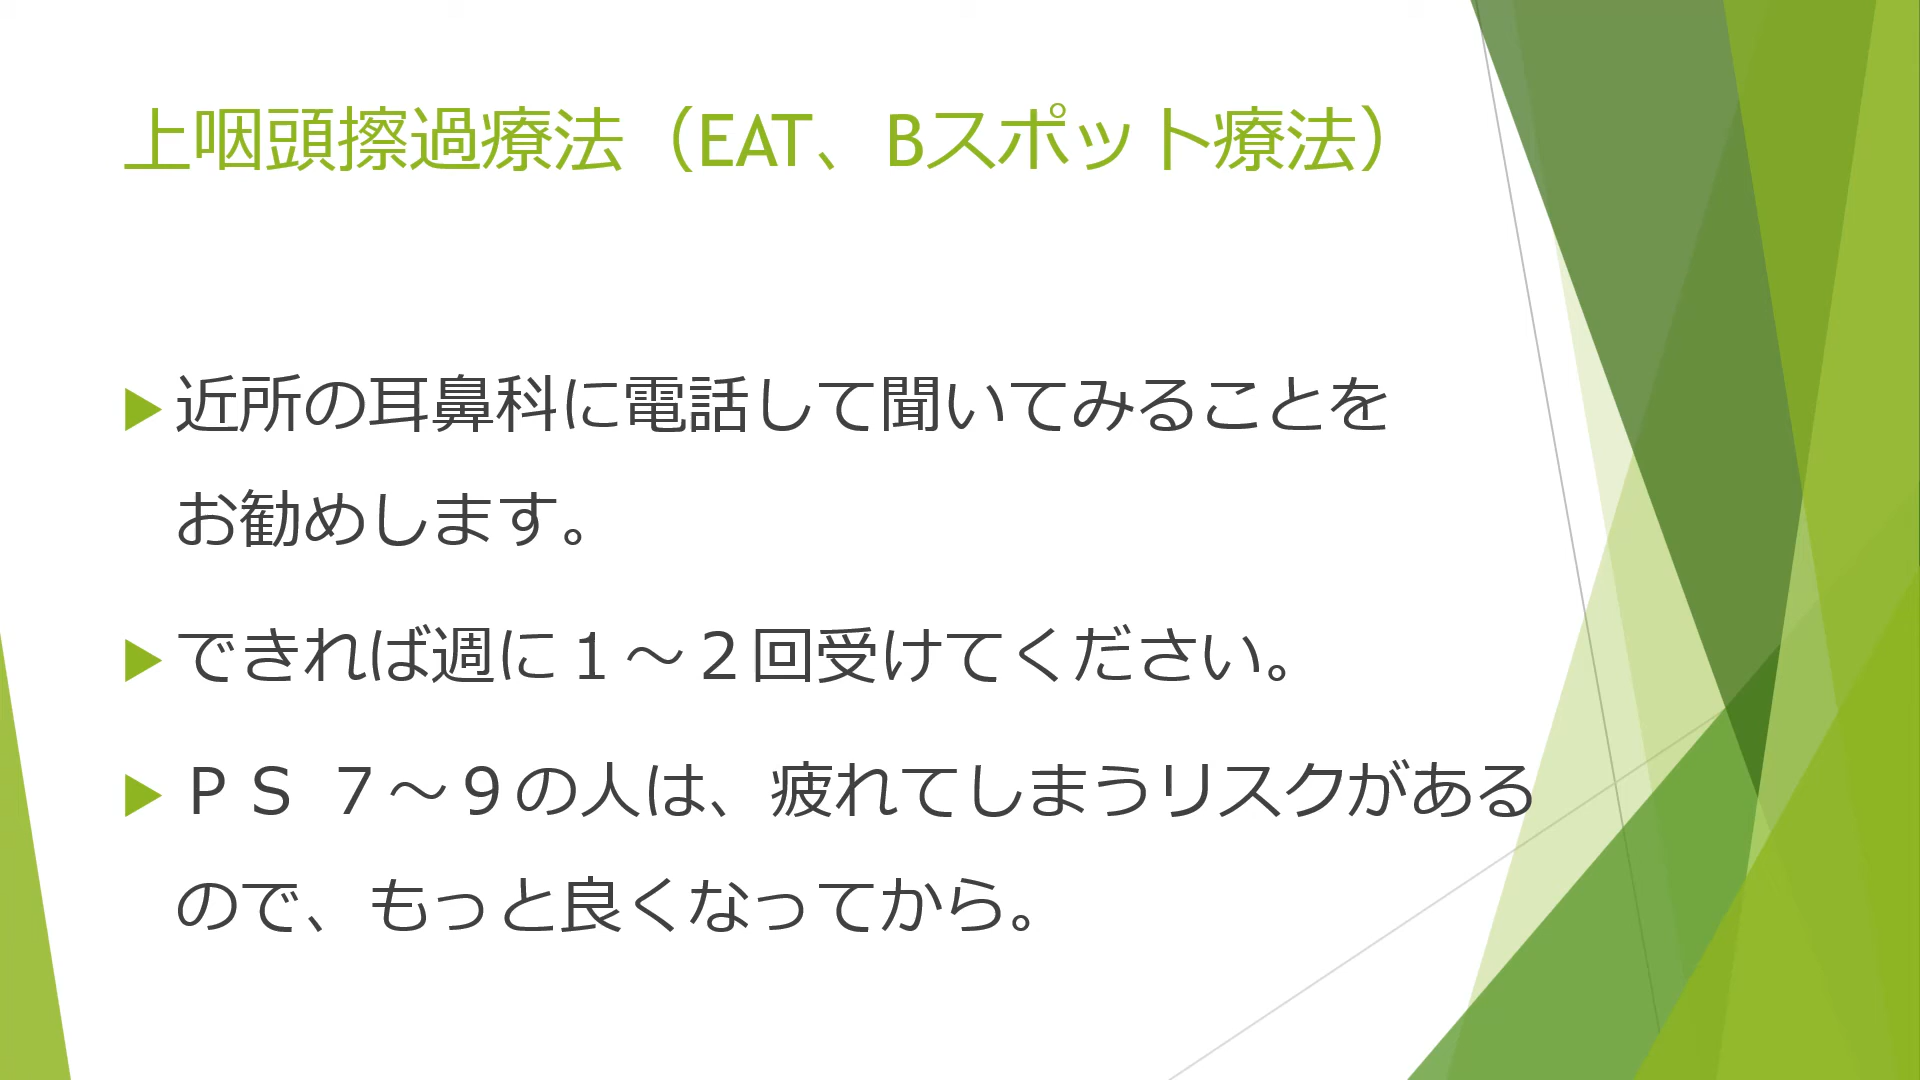 上咽頭擦過療法（EAT、Bスポット療法）
近所の耳鼻科に電話して聞いてみることを
お勧めします。
できれば週に１～２回受けてください。
ＰＳ ７～９の人は、疲れてしまうリスクがある
ので、もっと良くなってから。